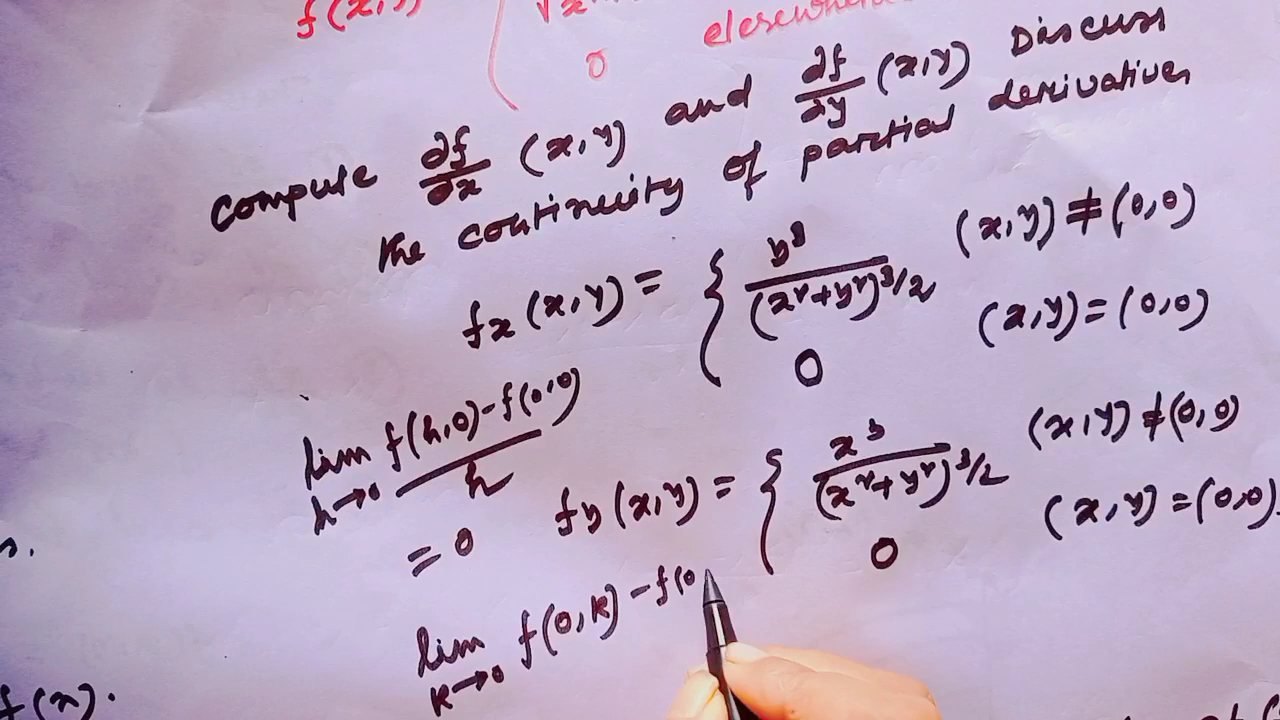 f(x,y)
0 elsewhere
compute ∂f/∂x (x,y) and ∂f/∂y (x,y) Discuss
the continuity of partial derivatives
fx(x,y) = { y³/(x²+y²)^3/2 (x,y) ≠ (0,0)
0 (x,y) = (0,0)
lim h→0 f(h,0)-f(0,0)/h
= 0
fy(x,y) = { x³/(x²+y²)^3/2 (x,y) ≠ (0,0)
0 (x,y) = (0,0)
lim k→0 f(0,k) - f(0
s.
f(x).